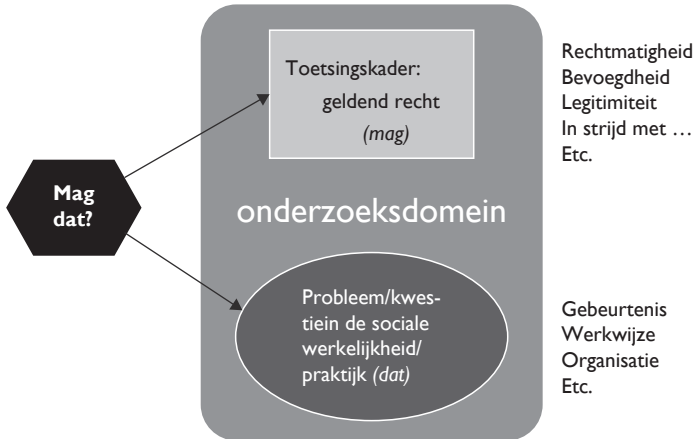 Toetsingskader:
geldend recht
(mag)
Rechtmatigheid
Bevoegdheid
Legitimiteit
In strijd met …
Etc.
Mag
dat?
onderzoeksdomein
Probleem/kwes-
tiein de sociale
werkelijkheid/
praktijk (dat)
Gebeurtenis
Werkwijze
Organisatie
Etc.